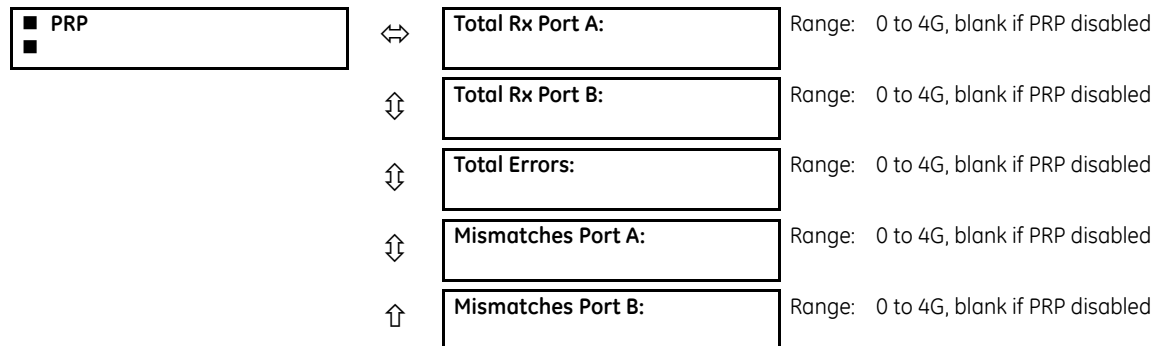 ■ PRP
■
Total Rx Port A: Range: 0 to 4G, blank if PRP disabled
Total Rx Port B: Range: 0 to 4G, blank if PRP disabled
Total Errors: Range: 0 to 4G, blank if PRP disabled
Mismatches Port A: Range: 0 to 4G, blank if PRP disabled
Mismatches Port B: Range: 0 to 4G, blank if PRP disabled